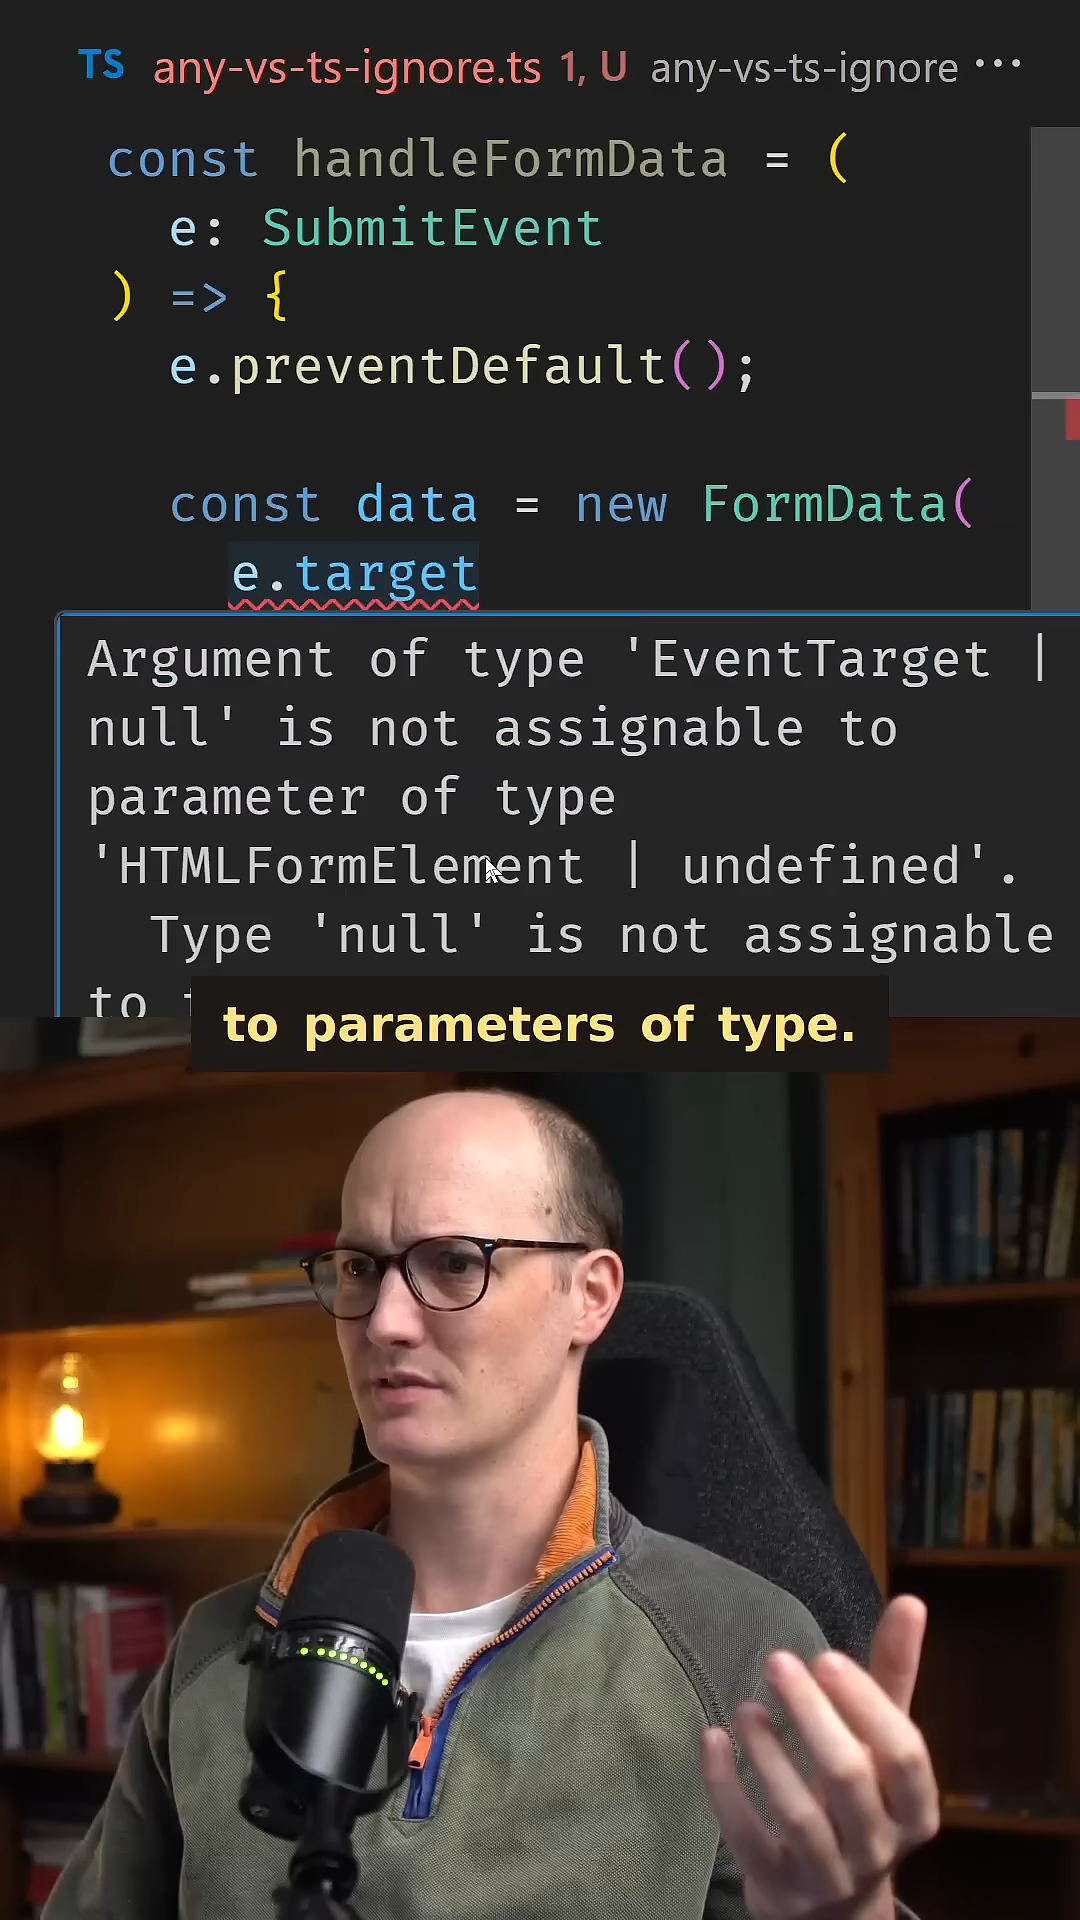 TS any-vs-ts-ignore.ts 1, U any-vs-ts-ignore ···
const handleFormData = (
e: SubmitEvent
) => {
e.preventDefault();
const data = new FormData(
e.target
Argument of type 'EventTarget |
null' is not assignable to
parameter of type
'HTMLFormElement | undefined'.
Type 'null' is not assignable
to
to parameters of type.